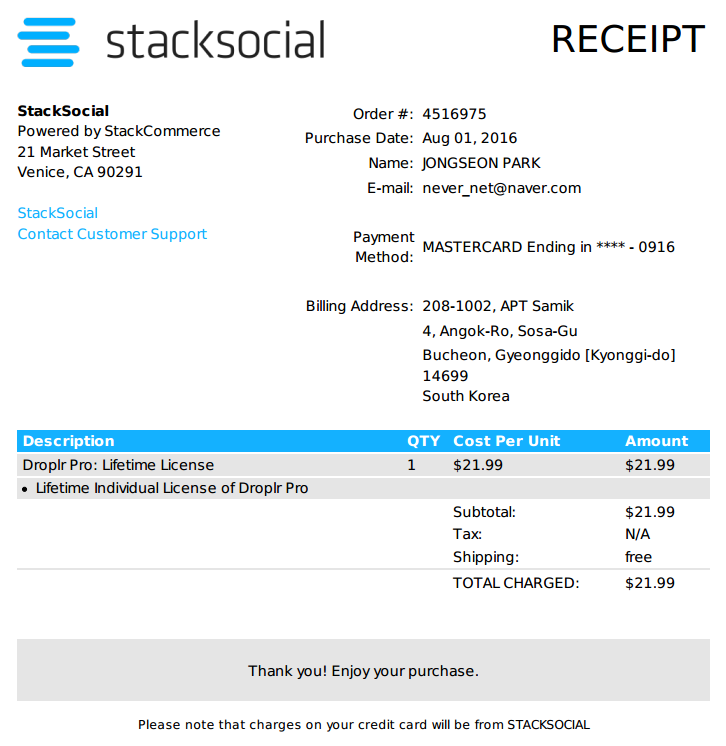 stacksocial
RECEIPT
StackSocial
Powered by StackCommerce
21 Market Street
Venice, CA 90291
StackSocial
Contact Customer Support
Order #: 4516975
Purchase Date: Aug 01, 2016
Name: JONGSEON PARK
E-mail: never_net@naver.com
Payment
Method: MASTERCARD Ending in **** - 0916
Billing Address: 208-1002, APT Samik
4, Angok-Ro, Sosa-Gu
Bucheon, Gyeonggido [Kyonggi-do]
14699
South Korea
Description QTY Cost Per Unit Amount
Droplr Pro: Lifetime License 1 $21.99 $21.99
• Lifetime Individual License of Droplr Pro
Subtotal: $21.99
Tax: N/A
Shipping: free
TOTAL CHARGED: $21.99
Thank you! Enjoy your purchase.
Please note that charges on your credit card will be from STACKSOCIAL